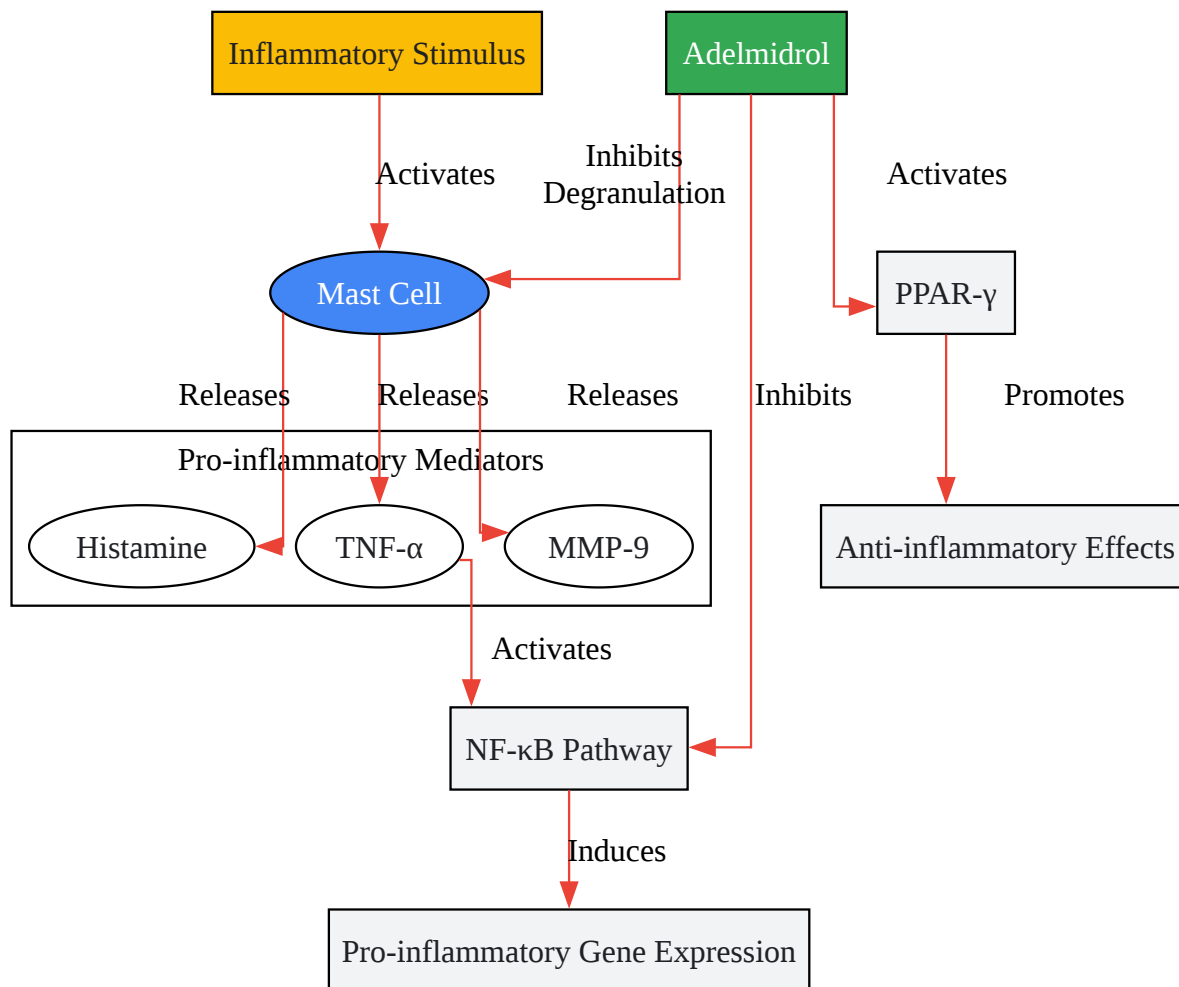 Inflammatory Stimulus
Adelmidrol
Activates
Inhibits
Degranulation
Activates
Mast Cell
PPAR-γ
Releases
Releases
Releases
Inhibits
Promotes
Pro-inflammatory Mediators
Histamine
TNF-α
MMP-9
Anti-inflammatory Effects
Activates
NF-κB Pathway
Induces
Pro-inflammatory Gene Expression